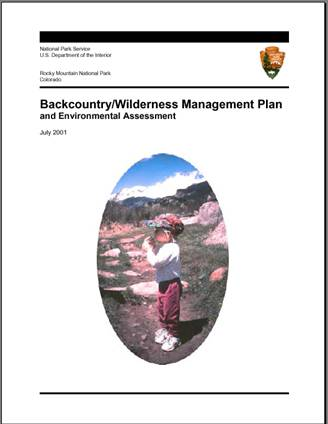 National Park Service
U.S. Department of the Interior
Rocky Mountain National Park
Colorado
Backcountry/Wilderness Management Plan
and Environmental Assessment
July 2001